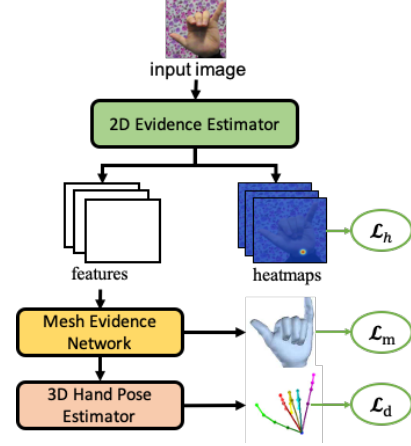 input image
2D Evidence Estimator
features
heatmaps
ℒh
Mesh Evidence
Network
ℒm
3D Hand Pose
Estimator
ℒd